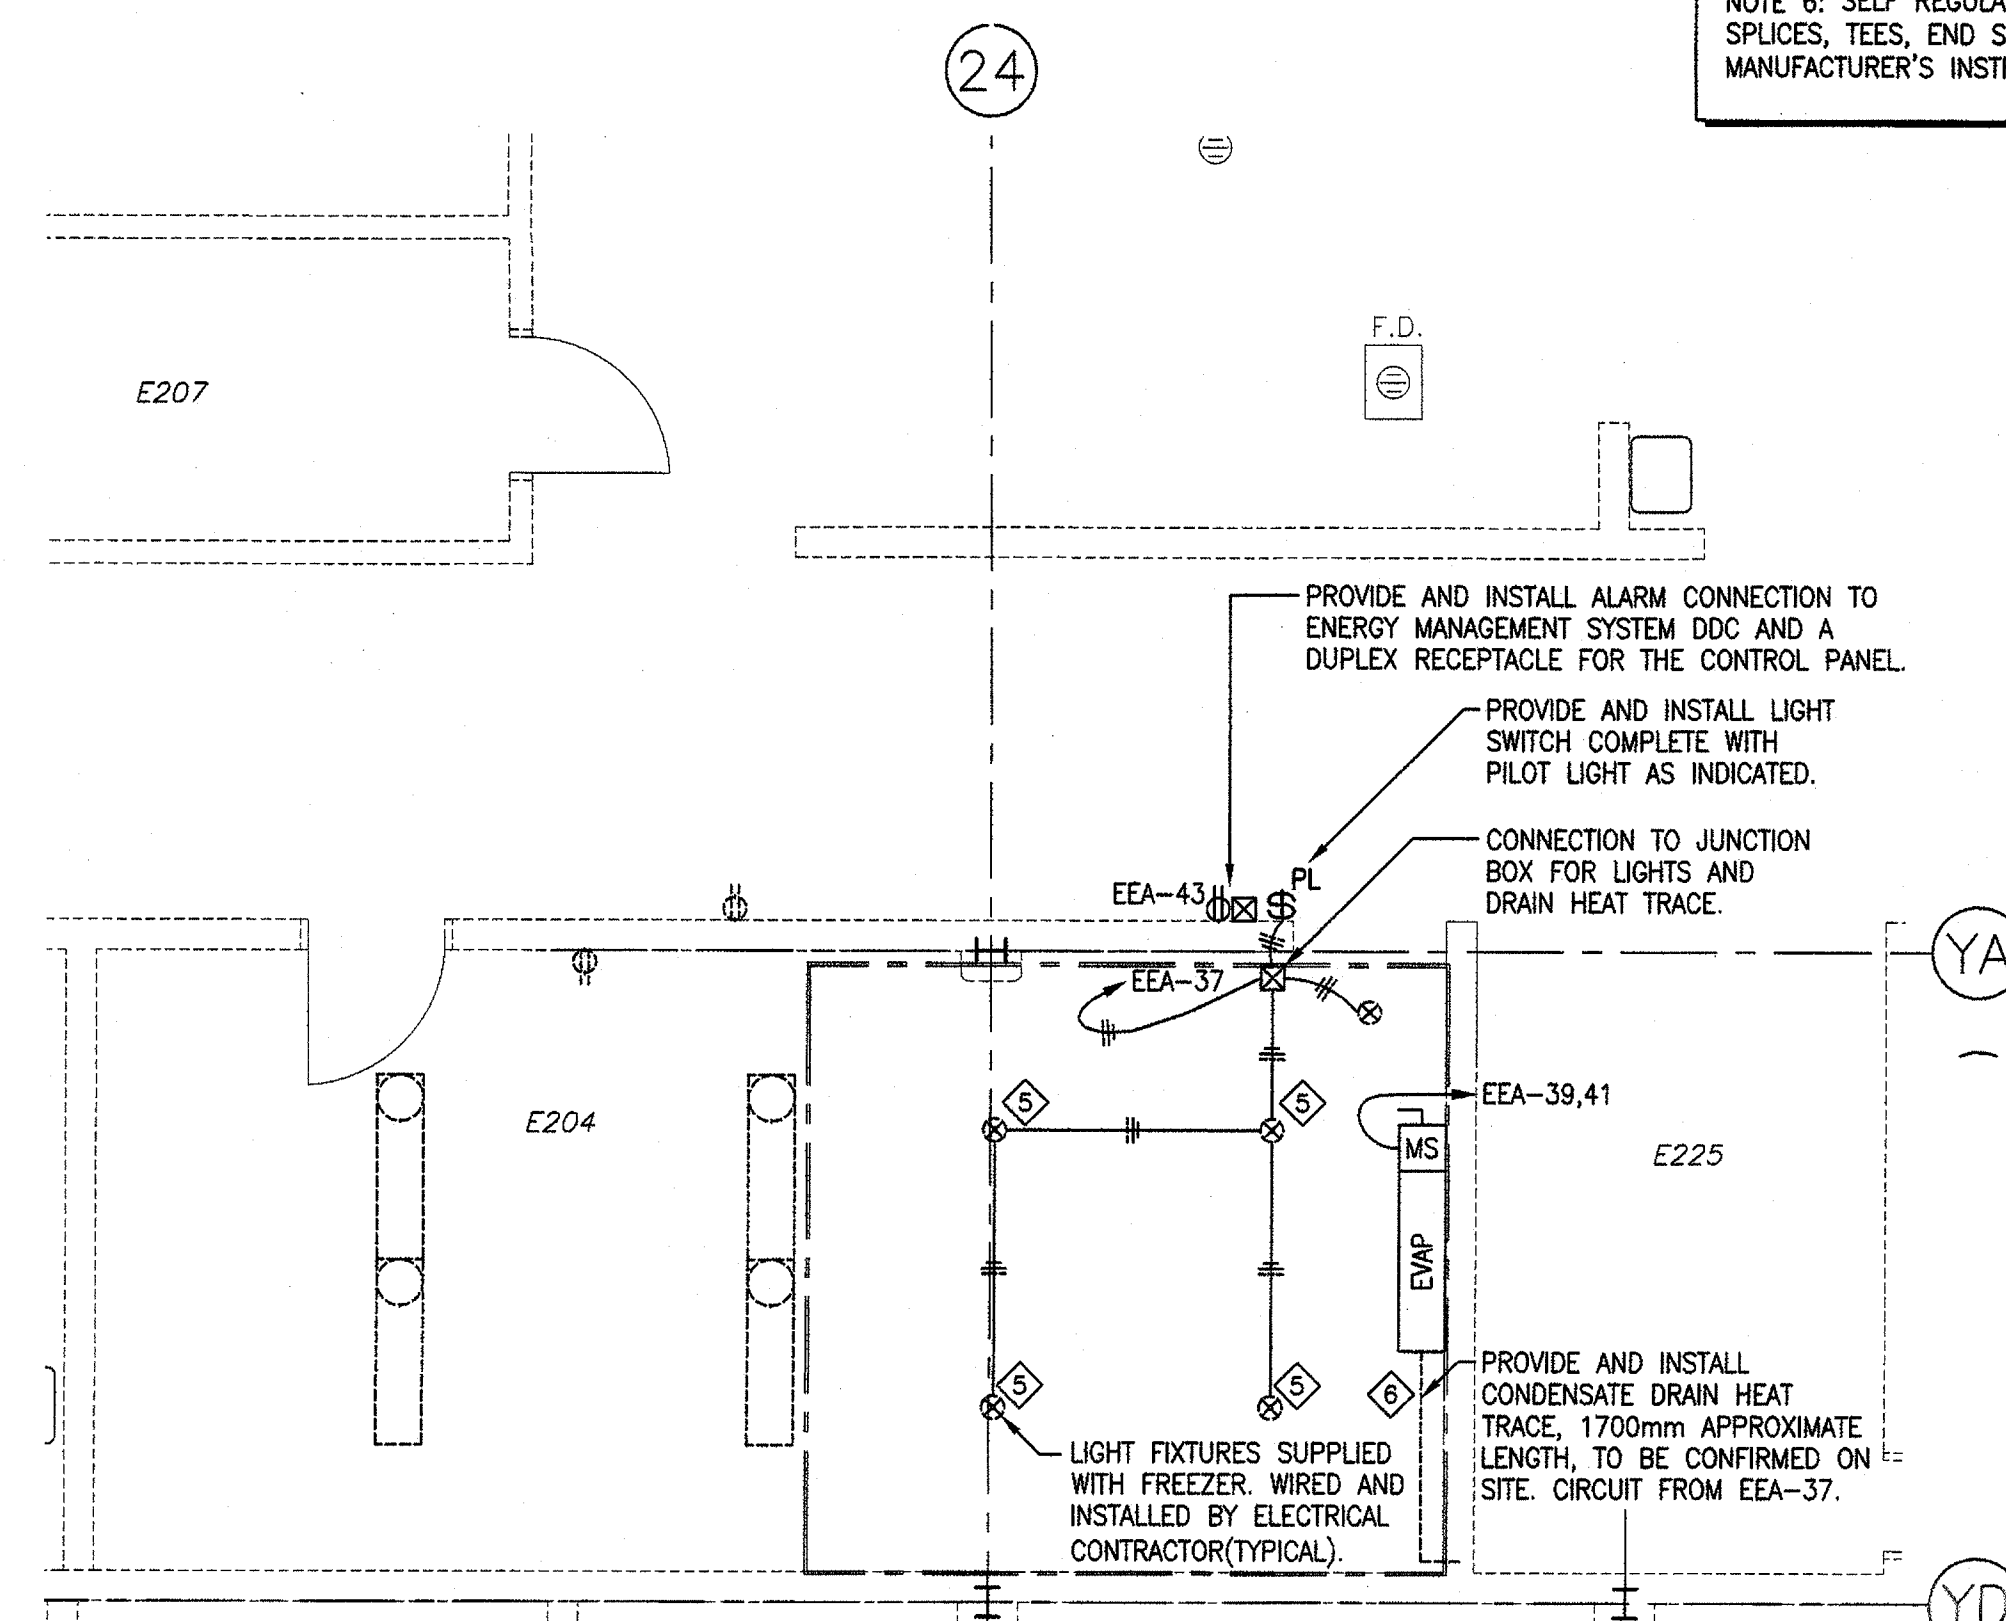 NOTE 6: SELF
SPLICES, TEES, END
MANUFACTURER'S
24
F.D.
E207
PROVIDE AND INSTALL ALARM CONNECTION TO
ENERGY MANAGEMENT SYSTEM DDC AND A
DUPLEX RECEPTACLE FOR THE CONTROL PANEL.
PROVIDE AND INSTALL LIGHT
SWITCH COMPLETE WITH
PILOT LIGHT AS INDICATED.
CONNECTION TO JUNCTION
BOX FOR LIGHTS AND
DRAIN HEAT TRACE.
EEA-43
$
PL
YA
EEA-37
5
5
EEA-39,41
MS
E204
E225
EVAP
5
5
6
PROVIDE AND INSTALL
CONDENSATE DRAIN HEAT
TRACE, 1700mm APPROXIMATE
LENGTH, TO BE CONFIRMED ON
SITE. CIRCUIT FROM EEA-37.
LIGHT FIXTURES SUPPLIED
WITH FREEZER. WIRED AND
INSTALLED BY ELECTRICAL
CONTRACTOR(TYPICAL).